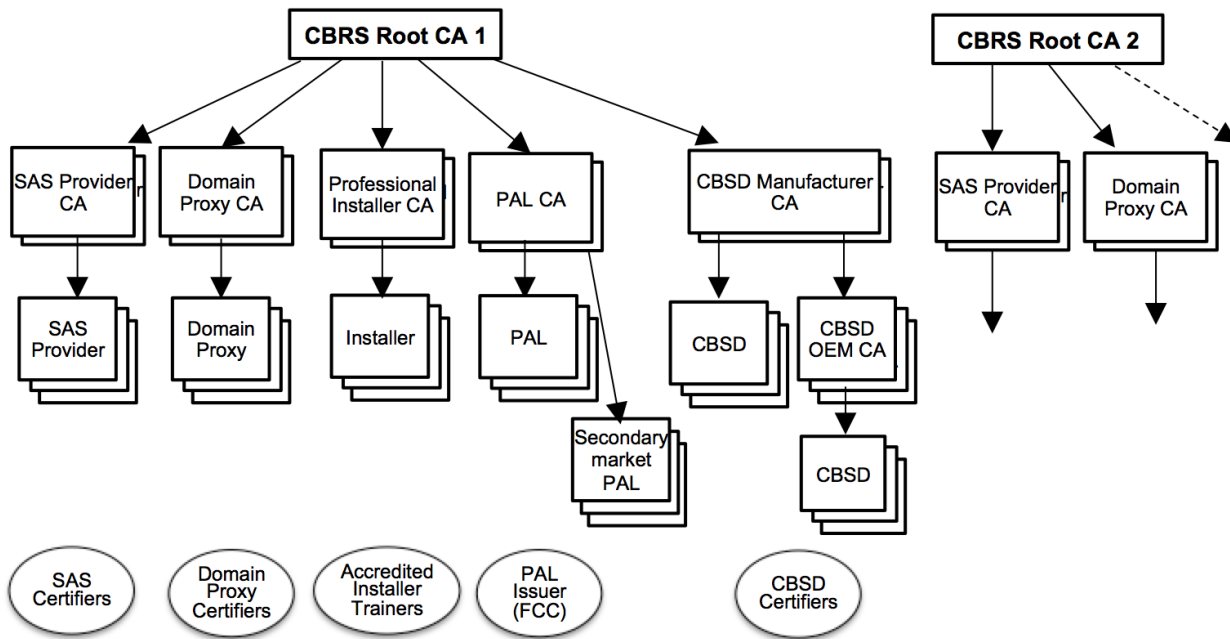 CBRS Root CA 1
CBRS Root CA 2
SAS Provider
CA
Domain
Proxy CA
Professional
Installer CA
PAL CA
CBSD Manufacturer
CA
SAS Provider
CA
Domain
Proxy CA
SAS
Provider
Domain
Proxy
Installer
PAL
CBSD
CBSD
OEM CA
Secondary
market
PAL
CBSD
SAS
Certifiers
Domain
Proxy
Certifiers
Accredited
Installer
Trainers
PAL
Issuer
(FCC)
CBSD
Certifiers